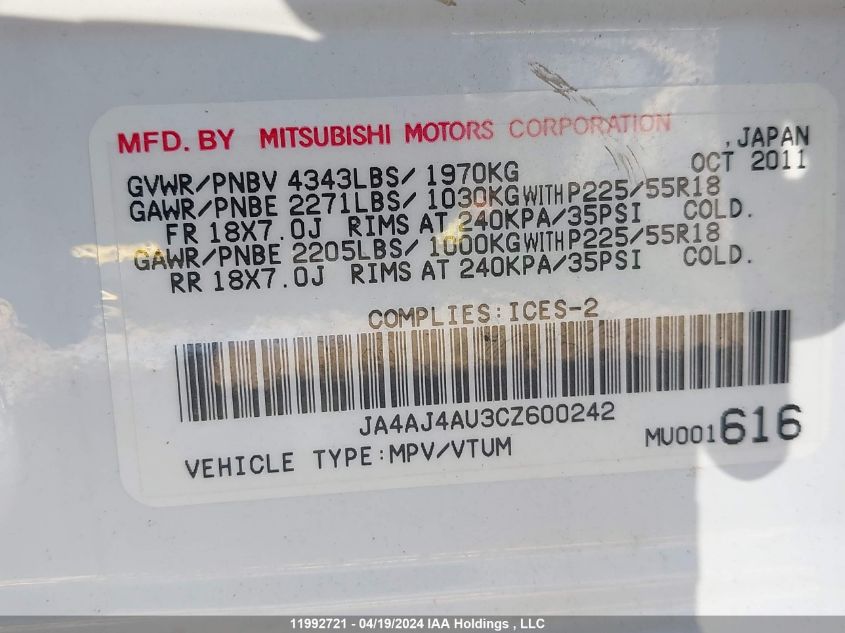 MFD. BY MITSUBISHI MOTORS CORPORATION
, JAPAN
GVWR/PNBV 4343LBS/ 1970KG OCT 2011
GAWR/PNBE 2271LBS/ 1030KG WITH P225/55R18
FR 18X7.0J RIMS AT 240KPA/35PSI COLD.
GAWR/PNBE 2205LBS/ 1000KG WITH P225/55R18
RR 18X7.0J RIMS AT 240KPA/35PSI COLD.
COMPLIES:ICES-2
JA4AJ4AU3CZ600242
MU001616
VEHICLE TYPE:MPV/VTUM
11992721 - 04/19/2024 IAA Holdings , LLC